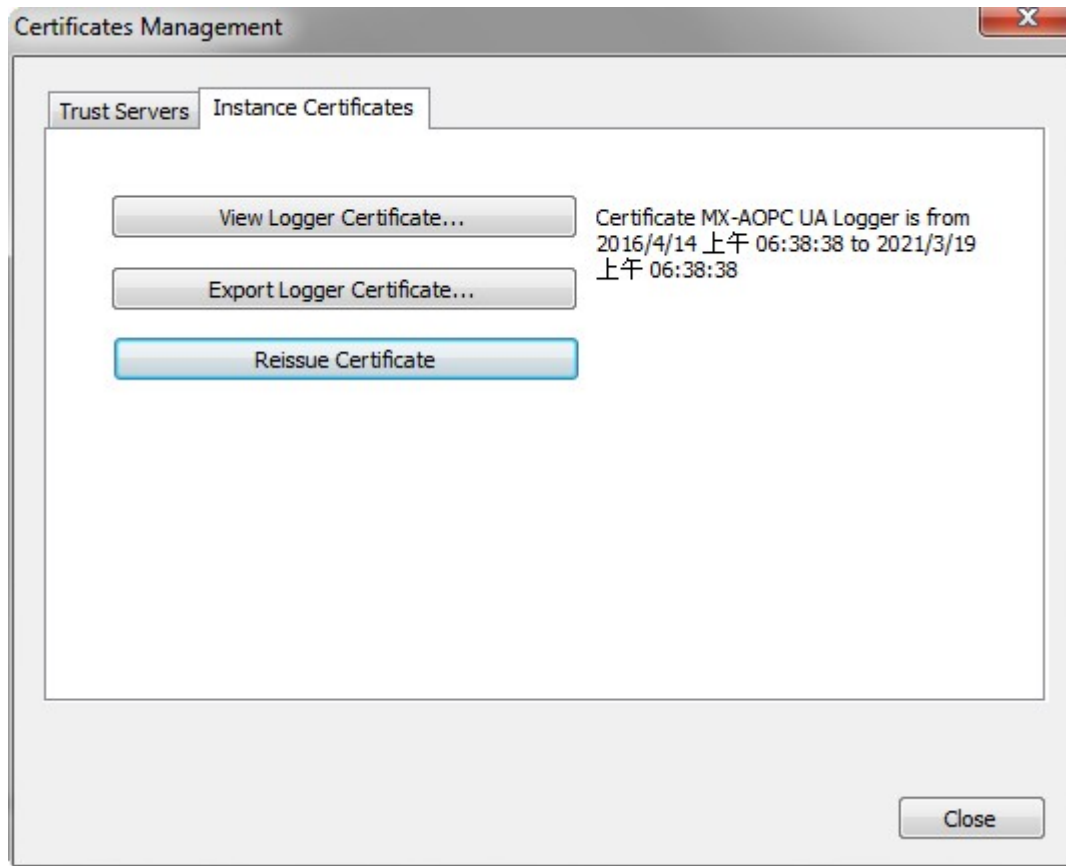 Certificates Management
x
Trust Servers
Instance Certificates
View Logger Certificate...
Certificate MX-AOPC UA Logger is from
2016/4/14 上午 06:38:38 to 2021/3/19
上午 06:38:38
Export Logger Certificate...
Reissue Certificate
Close